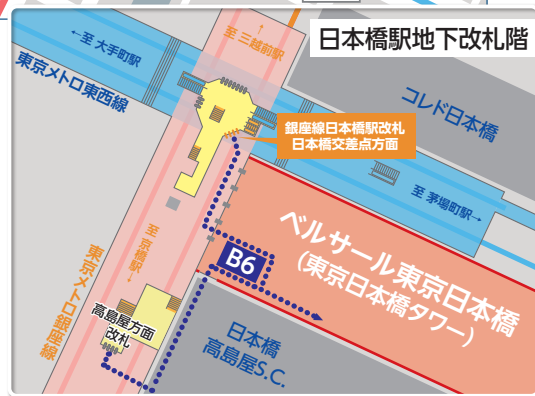 日本橋駅地下改札階
←至 大手町駅
至 三越前駅→
東京メトロ東西線
コレド日本橋
銀座線日本橋駅改札
日本橋交差点方面
至 茅場町駅→
ベルサール東京日本橋
(東京日本橋タワー)
B6
至 京橋駅→
東京メトロ銀座線
高島屋方面
改札
日本橋
高島屋S.C.